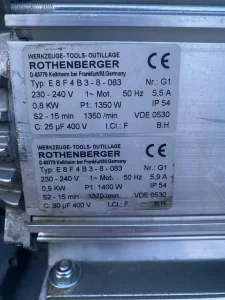 WERKZEUGE- TOOLS- OUTILLAGE
ROTHENBERGER
D-65779 Kelkheim bei Frankfurt/M.Germany
Typ: E 8 F 4 B 3 - 8 - 083 Nr.: G1
230 - 240 V 1~ Mot. 50 Hz 5,5 A
0,8 KW P1: 1350 W IP 54
S2 - 15 min 1350 /min VDE 0530
C: 25 µF 400 V I.Cl.: F B:H
WERKZEUGE- TOOLS- OUTILLAGE
ROTHENBERGER
D-65779 Kelkheim bei Frankfurt/M.Germany
Typ: E 8 F 4 B 3 - 8 - 083 Nr.: G1
230 - 240 V 1~ Mot. 50 Hz 5,9 A
0,9 KW P1: 1400 W IP 54
S2 - 15 min 1370 /min VDE 0530
C: 30 µF 400 V I.Cl.: F B:H